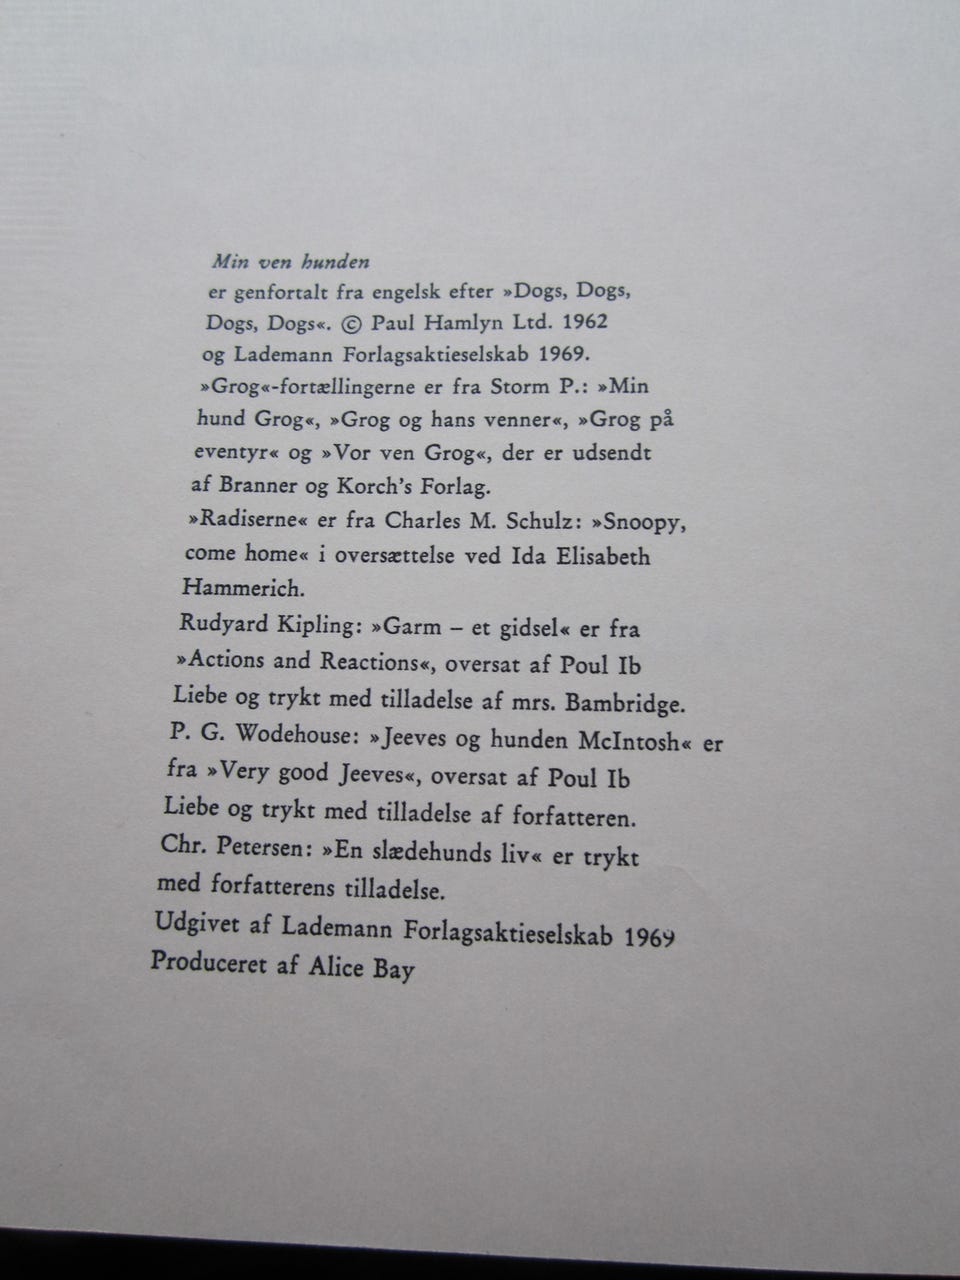 Min ven hunden
er genfortalt fra engelsk efter »Dogs, Dogs,
Dogs, Dogs«. © Paul Hamlyn Ltd. 1962
og Lademann Forlagsaktieselskab 1969.
»Grog«-fortællingerne er fra Storm P.: »Min
hund Grog«, »Grog og hans venner«, »Grog på
eventyr« og »Vor ven Grog«, der er udsendt
af Branner og Korch's Forlag.
»Radiserne« er fra Charles M. Schulz: »Snoopy,
come home« i oversættelse ved Ida Elisabeth
Hammerich.
Rudyard Kipling: »Garm – et gidsel« er fra
»Actions and Reactions«, oversat af Poul Ib
Liebe og trykt med tilladelse af mrs. Bambridge.
P. G. Wodehouse: »Jeeves og hunden McIntosh« er
fra »Very good Jeeves«, oversat af Poul Ib
Liebe og trykt med tilladelse af forfatteren.
Chr. Petersen: »En slædehunds liv« er trykt
med forfatterens tilladelse.
Udgivet af Lademann Forlagsaktieselskab 1969
Produceret af Alice Bay